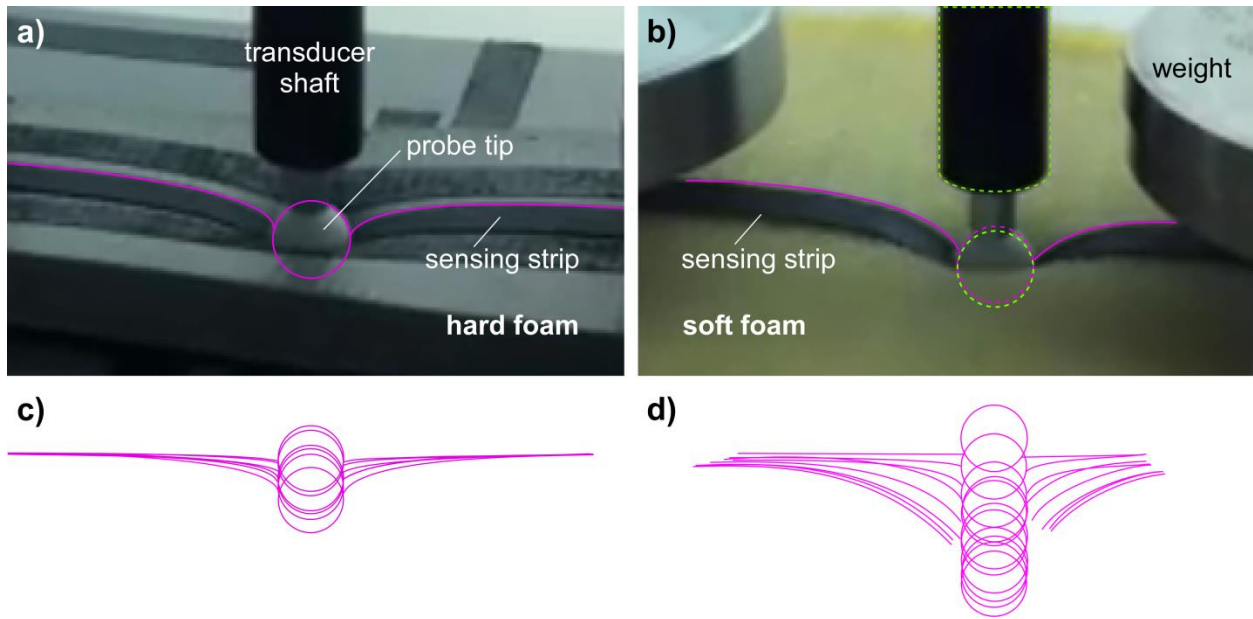 a)
transducer
shaft
probe tip
sensing strip
hard foam
b)
weight
sensing strip
soft foam
c)
d)